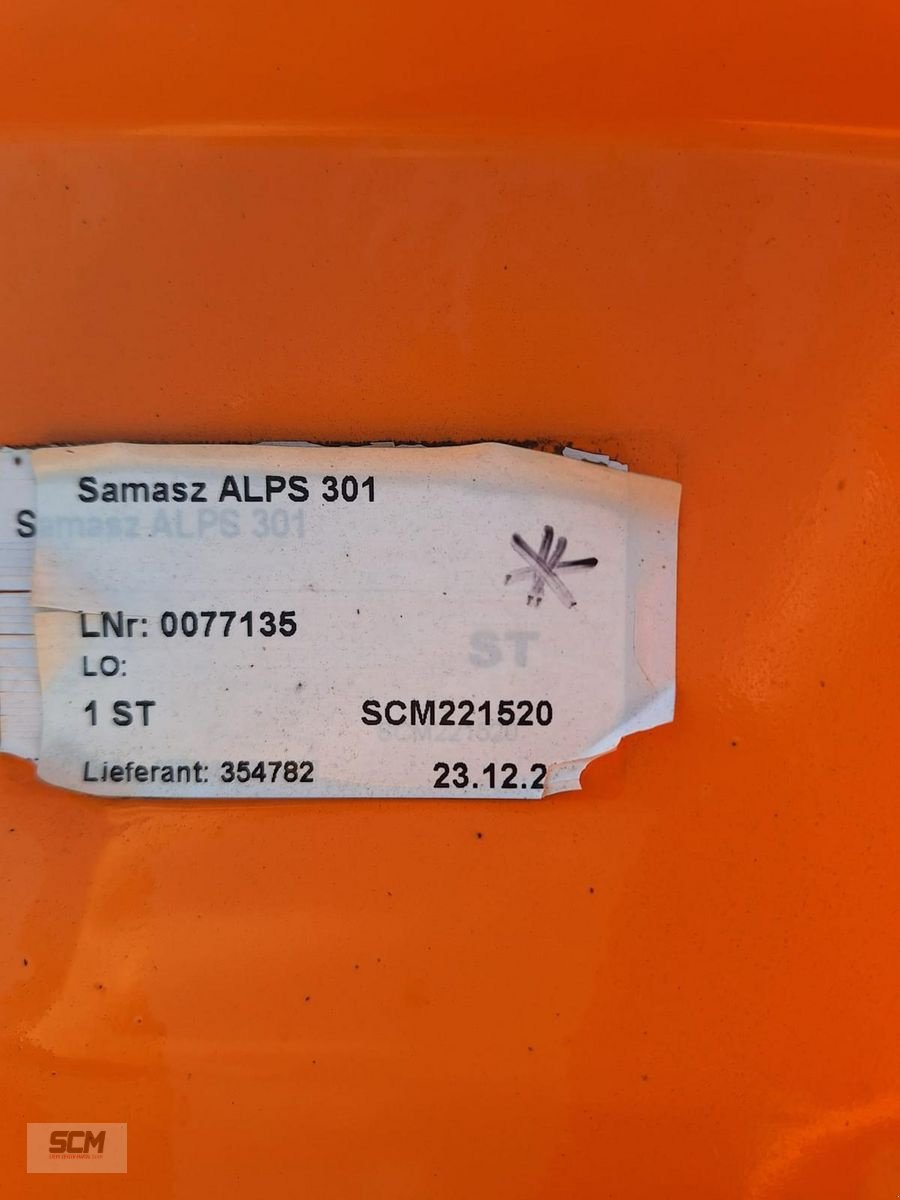 Samasz ALPS 301
Samasz ALPS 301
LNr: 0077135
ST
LO:
1 ST SCM221520
SCM221520
Lieferant: 354782 23.12.2
SCM